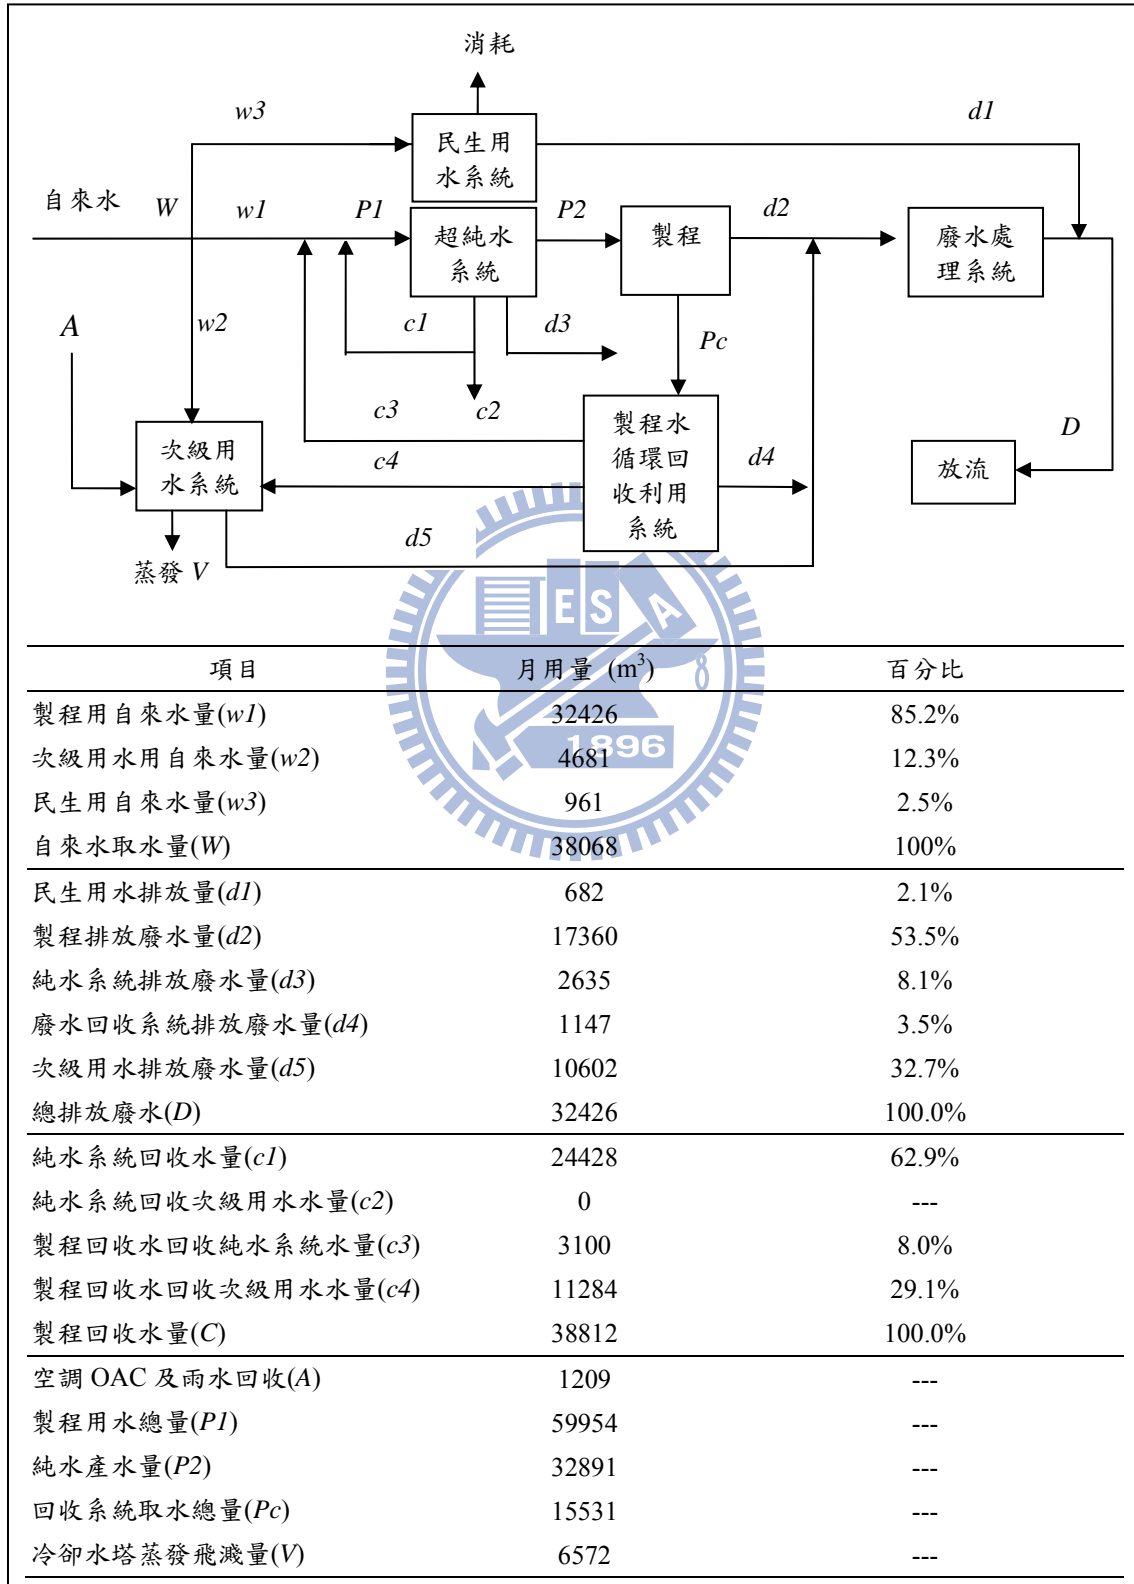 消耗
w3
d1
民生用
水系統
自來水
W
w1
P1
超純水
系統
P2
製程
d2
廢水處
理系統
A
w2
c1
d3
Pc
c3
c2
製程水
循環回
收利用
系統
次級用
水系統
c4
d4
D
放流
d5
蒸發 V
ESA
1896
項目 月用量 (m³) 百分比
製程用自來水量(w1) 32426 85.2%
次級用水用自來水量(w2) 4681 12.3%
民生用自來水量(w3) 961 2.5%
自來水取水量(W) 38068 100%
民生用水排放量(d1) 682 2.1%
製程排放廢水量(d2) 17360 53.5%
純水系統排放廢水量(d3) 2635 8.1%
廢水回收系統排放廢水量(d4) 1147 3.5%
次級用水排放廢水量(d5) 10602 32.7%
總排放廢水(D) 32426 100.0%
純水系統回收水量(c1) 24428 62.9%
純水系統回收次級用水水量(c2) 0 ---
製程回收水回收純水系統水量(c3) 3100 8.0%
製程回收水回收次級用水水量(c4) 11284 29.1%
製程回收水量(C) 38812 100.0%
空調 OAC 及雨水回收(A) 1209 ---
製程用水總量(P1) 59954 ---
純水產水量(P2) 32891 ---
回收系統取水總量(Pc) 15531 ---
冷卻水塔蒸發飛濺量(V) 6572 ---